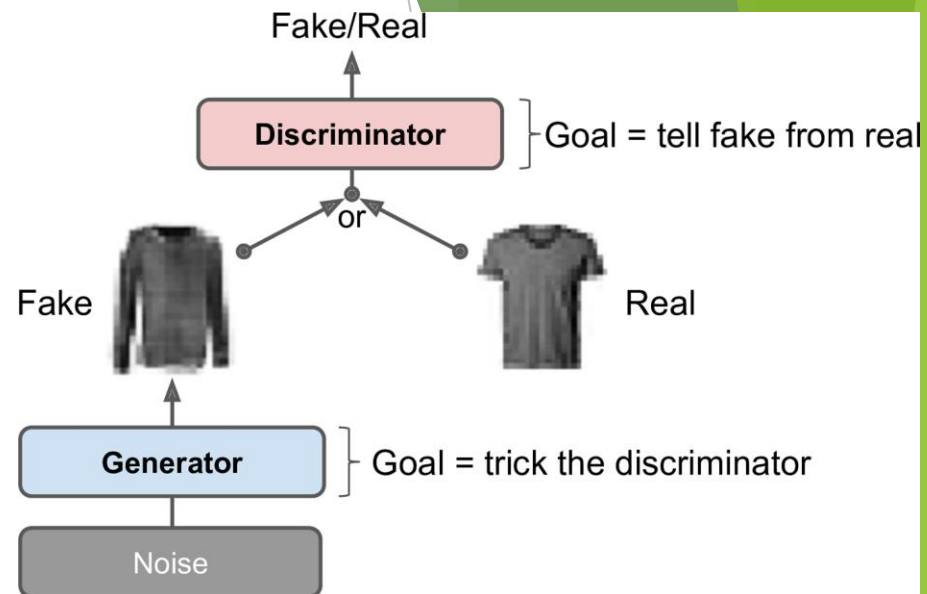 Fake/Real
Discriminator
Goal = tell fake from real
or
Fake
Real
Generator
Goal = trick the discriminator
Noise